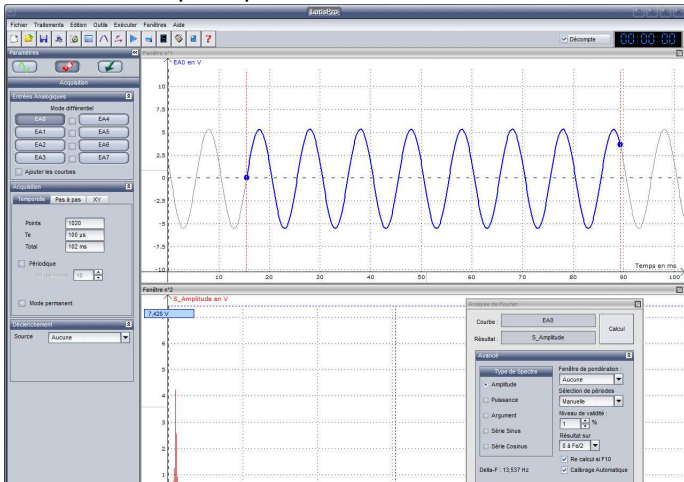 LatisPro
Fichier Traitements Edition Outils Exécuter Fenêtres Aide
Décompte 00:00:00
Paramètres
Acquisition
Entrées Analogiques
Mode différentiel
EA0 EA4
EA1 EA5
EA2 EA6
EA3 EA7
Ajouter les courbes
Acquisition
Temporelle Pas à pas XY
Points 1020
Te 100 µs
Total 102 ms
Périodique
10
Mode permanent
Déclenchement
Source Aucune
Fenêtre n°1
EA0 en V
10
7.5
5
2.5
0
-2.5
-5
-7.5
-10
Temps en ms
10 20 30 40 50 60 70 80 90 100
Fenêtre n°2
S_Amplitude en V
7,428 V
6
5
4
3
2
1
Analyse de Fourier
Courbe : EA0
Calcul
Résultat : S_Amplitude
Avancé
Type de Spectre
Amplitude
Puissance
Argument
Série Sinus
Série Cosinus
Delta-F : 13,537 Hz
Fenêtre de pondération :
Aucune
Sélection de périodes
Manuelle
Niveau de validité :
1 %
Résultat sur
0 à Fe/2
Re calcul si F10
Calibrage Automatique